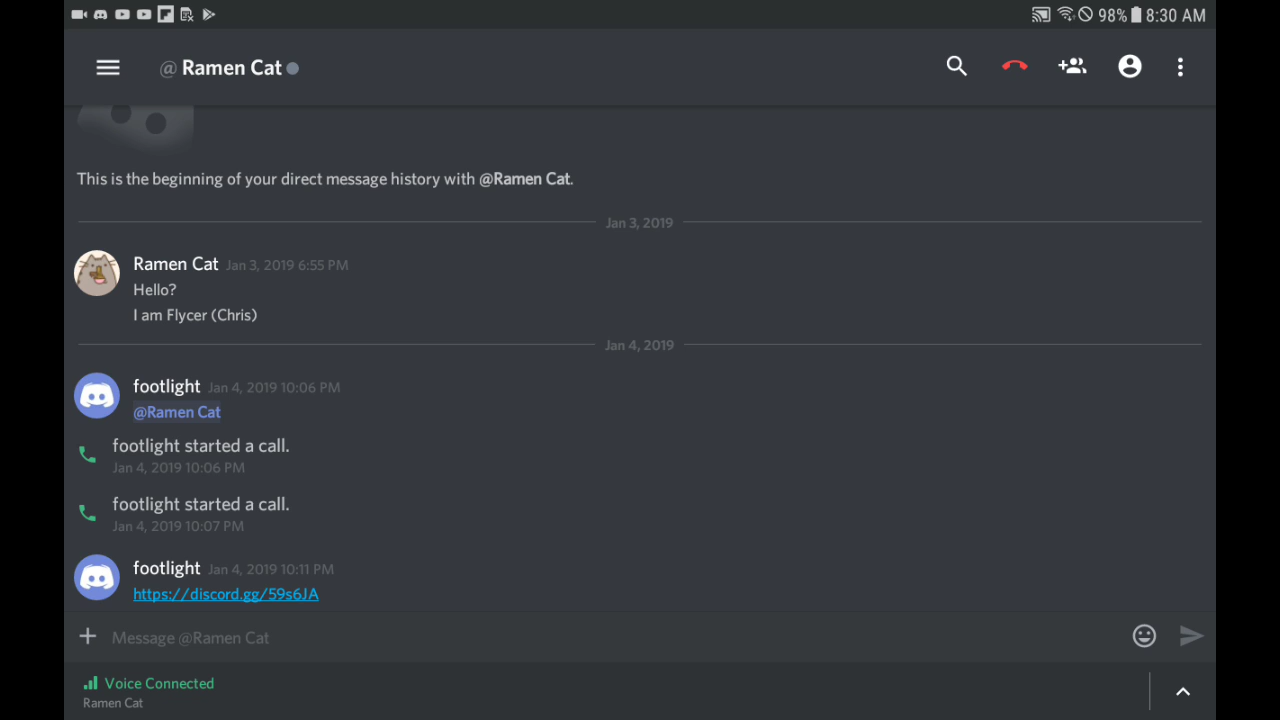 98% 8:30 AM
@ Ramen Cat
This is the beginning of your direct message history with @Ramen Cat.
Jan 3, 2019
Ramen Cat Jan 3, 2019 6:55 PM
Hello?
I am Flycer (Chris)
Jan 4, 2019
footlight Jan 4, 2019 10:06 PM
@Ramen Cat
footlight started a call.
Jan 4, 2019 10:06 PM
footlight started a call.
Jan 4, 2019 10:07 PM
footlight Jan 4, 2019 10:11 PM
https://discord.gg/59s6JA
Message @Ramen Cat
Voice Connected
Ramen Cat